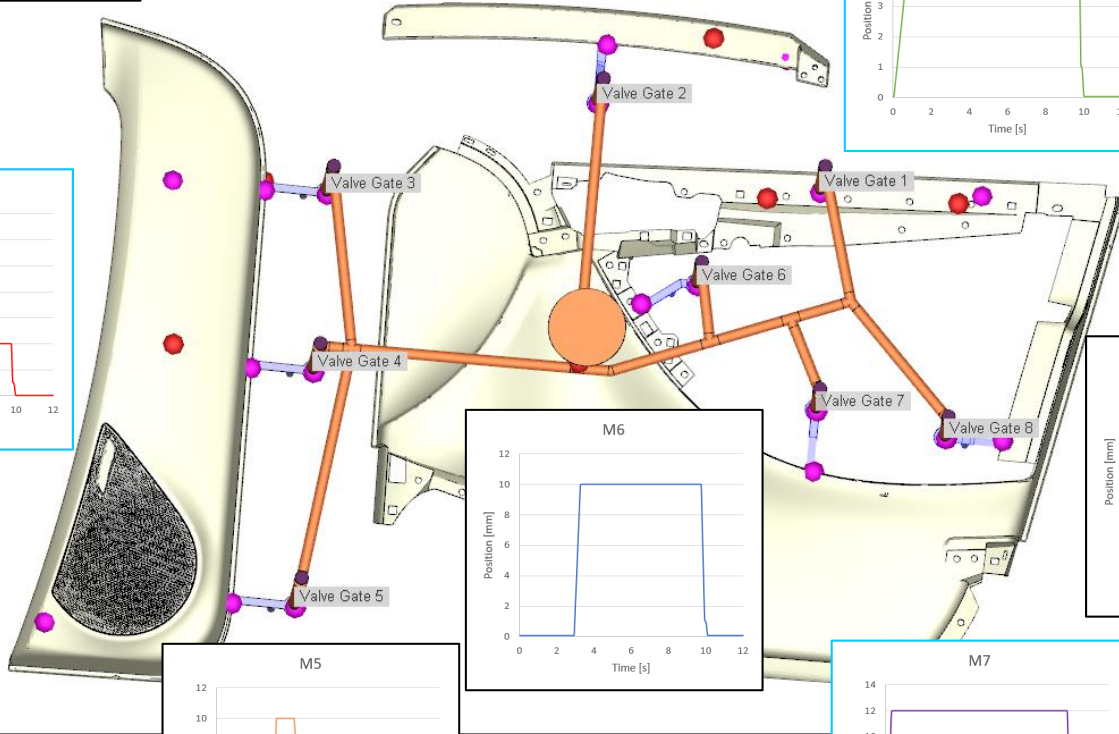 3
2
1
0
Position
0 2 4 6 8 10
Time [s]
Valve Gate 2
Valve Gate 3
Valve Gate 1
Valve Gate 6
Valve Gate 4
Valve Gate 7
Valve Gate 8
Valve Gate 5
10 12
M6
12
10
8
6
4
2
0
Position [mm]
0 2 4 6 8 10 12
Time [s]
Position [mm]
M5
12
10
M7
14
12